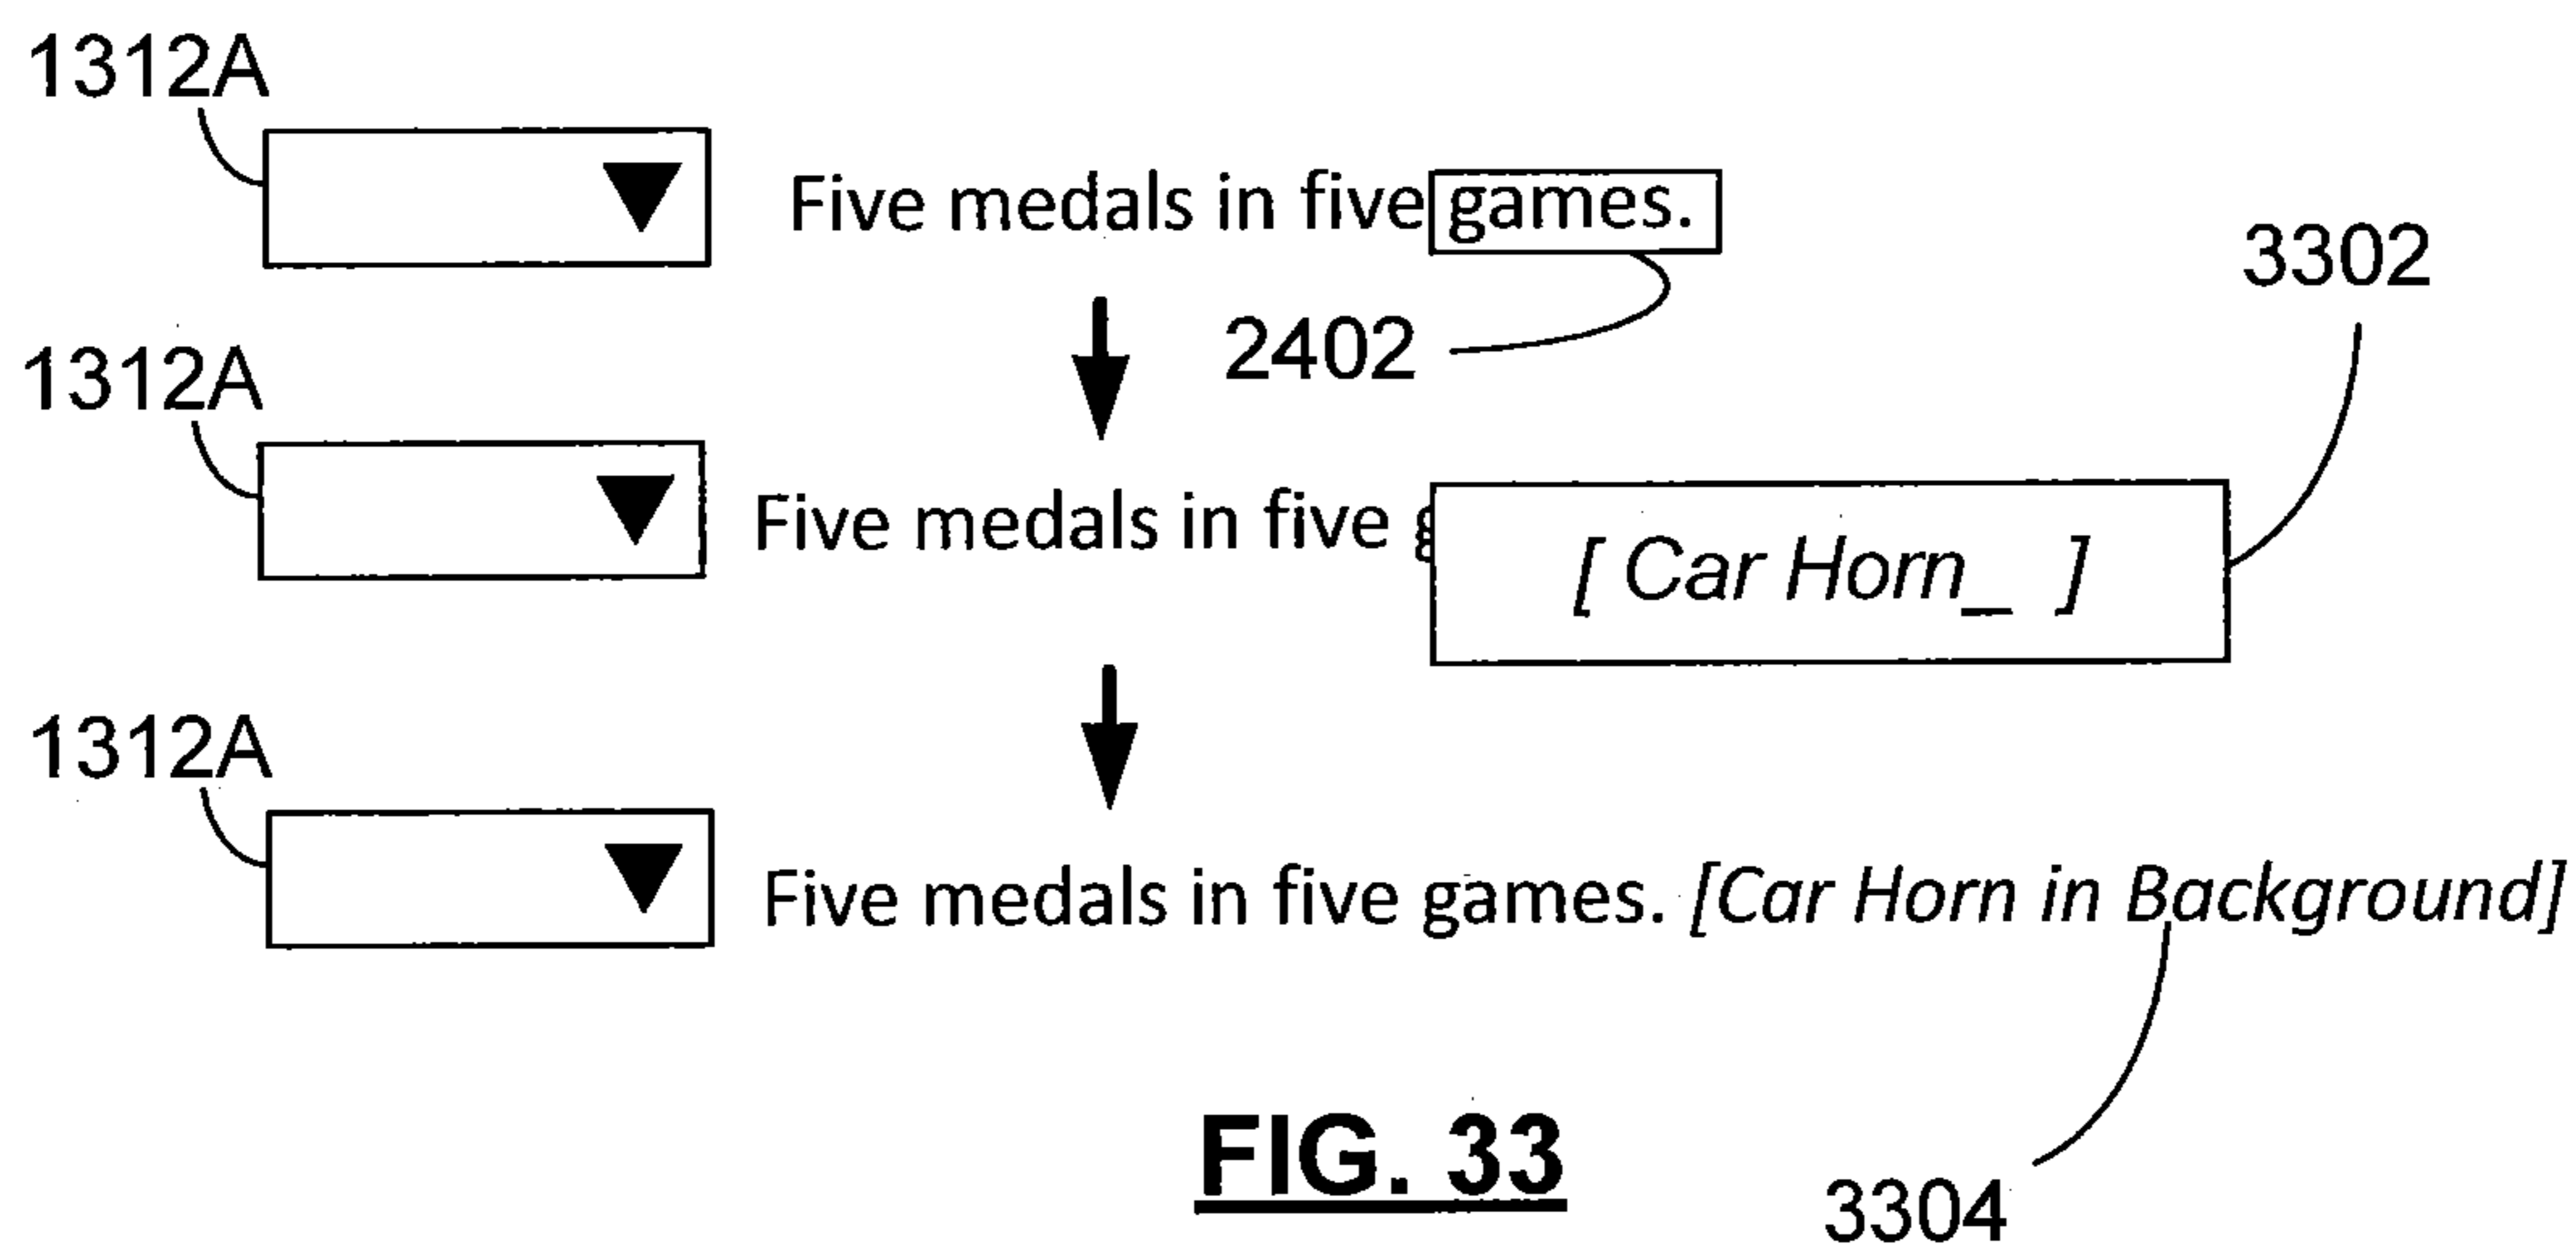 1312A
Five medals in five games.
2402
3302
1312A
Five medals in five g
[ Car Horn_ ]
1312A
Five medals in five games. [Car Horn in Background]
3304
FIG. 33